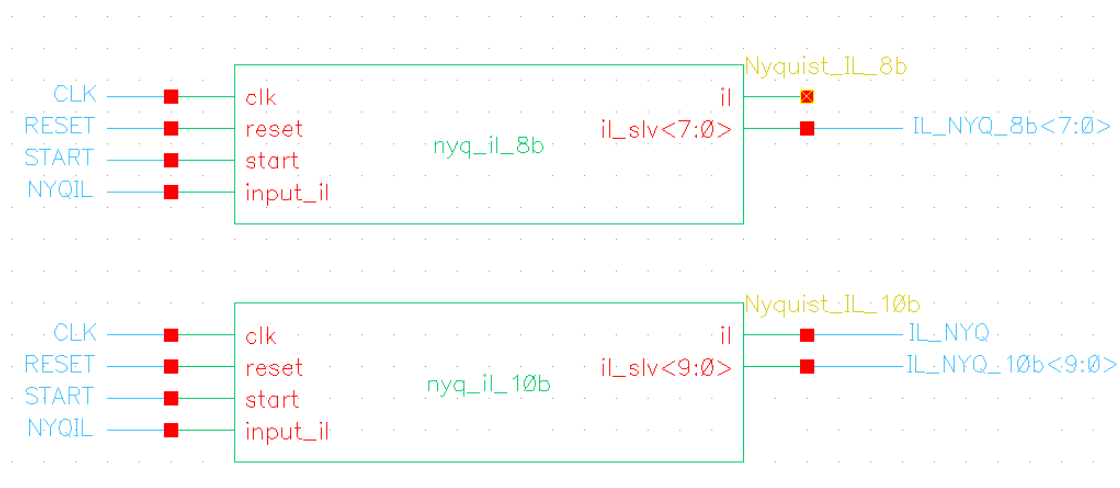 Nyquist_IL_8b
CLK clk il
RESET reset il_slv<7:0> IL_NYQ_8b<7:0>
nyq_il_8b
START start
NYQIL input_il
Nyquist_IL_10b
CLK clk il IL_NYQ
RESET reset il_slv<9:0> IL_NYQ_10b<9:0>
nyq_il_10b
START start
NYQIL input_il